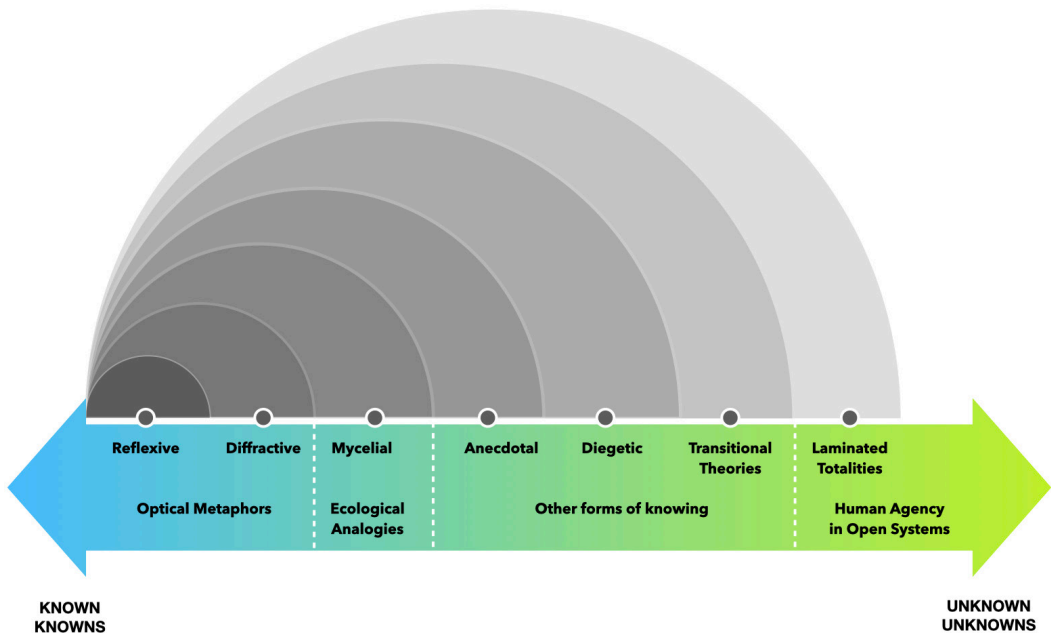 Reflexive
Diffractive
Mycelial
Anecdotal
Diegetic
Transitional
Theories
Laminated
Totalities
Optical Metaphors
Ecological
Analogies
Other forms of knowing
Human Agency
in Open Systems
KNOWN
KNOWNS
UNKNOWN
UNKNOWNS